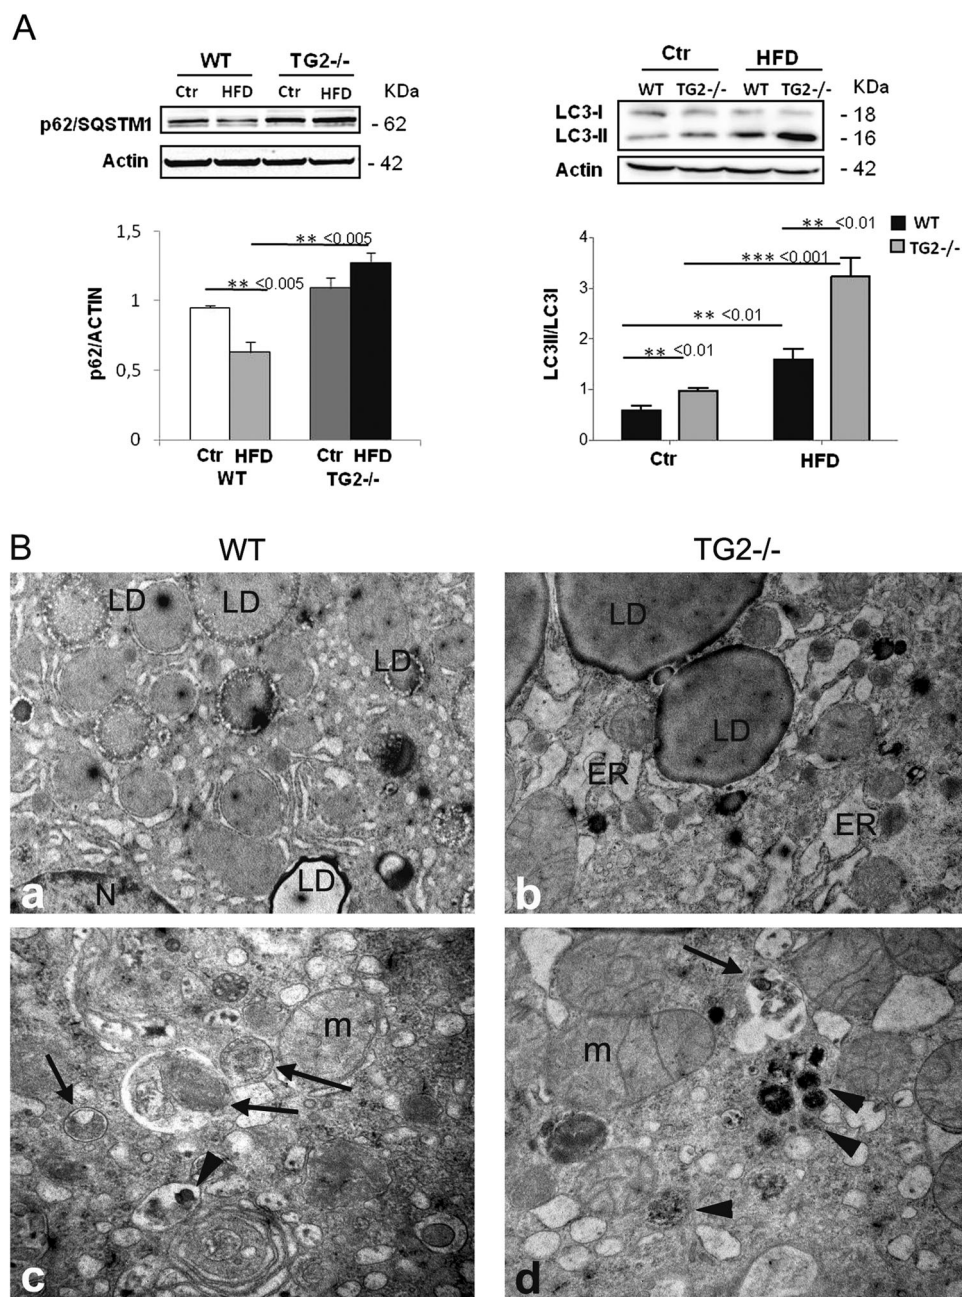 A
WT TG2-/-
Ctr HFD Ctr HFD KDa
p62/SQSTM1 - 62
Actin - 42
Ctr HFD
WT TG2-/- WT TG2-/- KDa
LC3-I - 18
LC3-II - 16
Actin - 42
p62/ACTIN
1,5
1
0,5
0
** <0.005
** <0.005
Ctr HFD Ctr HFD
WT TG2-/-
LC3II/LC3I
4
3
2
1
0
** <0.01
*** <0.001
** <0.01
** <0.01
WT
TG2-/-
Ctr HFD
B WT TG2-/-
LD LD
LD
LD
N
a
LD
LD
ER
ER
b
m
c
m
d